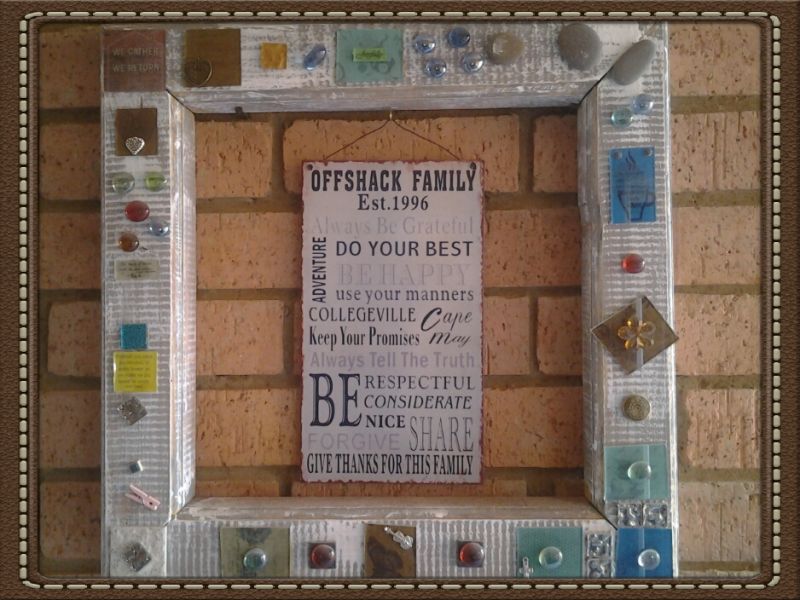 WE GATHER
WE RETURN
OFFSHACK FAMILY
Est.1996
Always Be Grateful
ADVENTURE
DO YOUR BEST
BE HAPPY
use your manners
COLLEGEVILLE Cape May
Keep Your Promises
Always Tell The Truth
BE RESPECTFUL
CONSIDERATE
NICE
FORGIVE SHARE
GIVE THANKS FOR THIS FAMILY